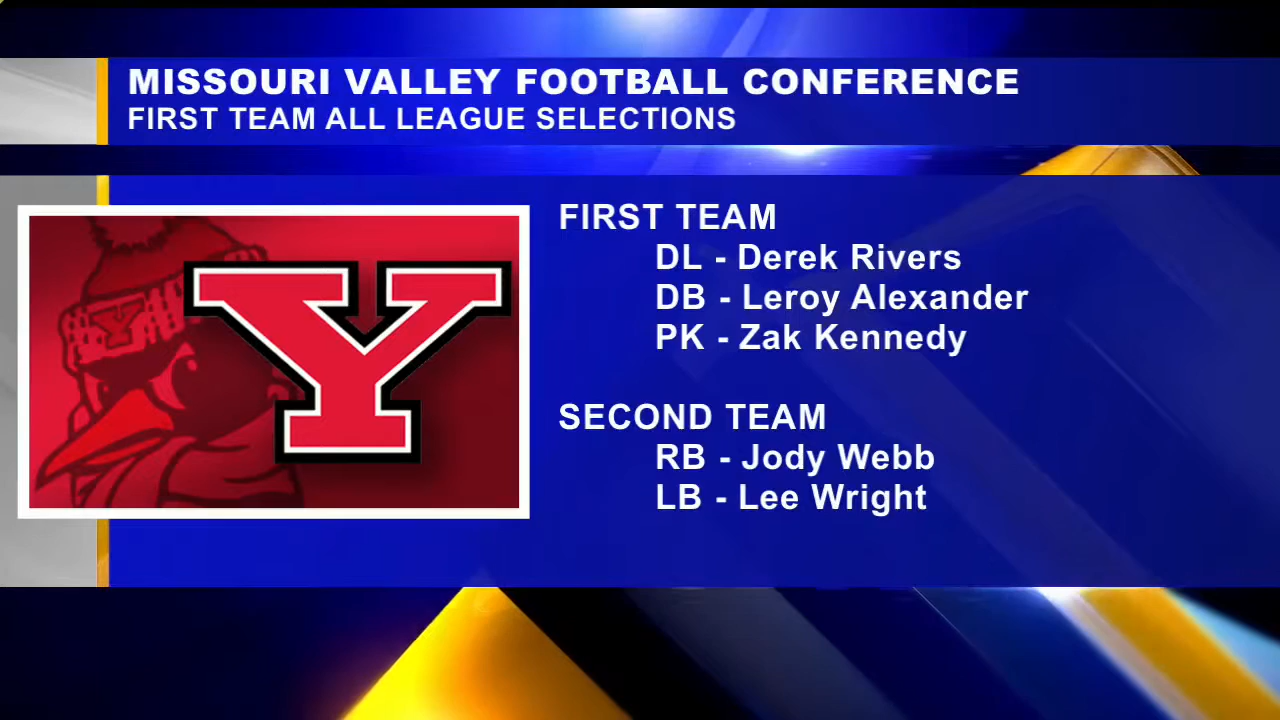 MISSOURI VALLEY FOOTBALL CONFERENCE
FIRST TEAM ALL LEAGUE SELECTIONS
Y
Y
FIRST TEAM
DL - Derek Rivers
DB - Leroy Alexander
PK - Zak Kennedy
SECOND TEAM
RB - Jody Webb
LB - Lee Wright